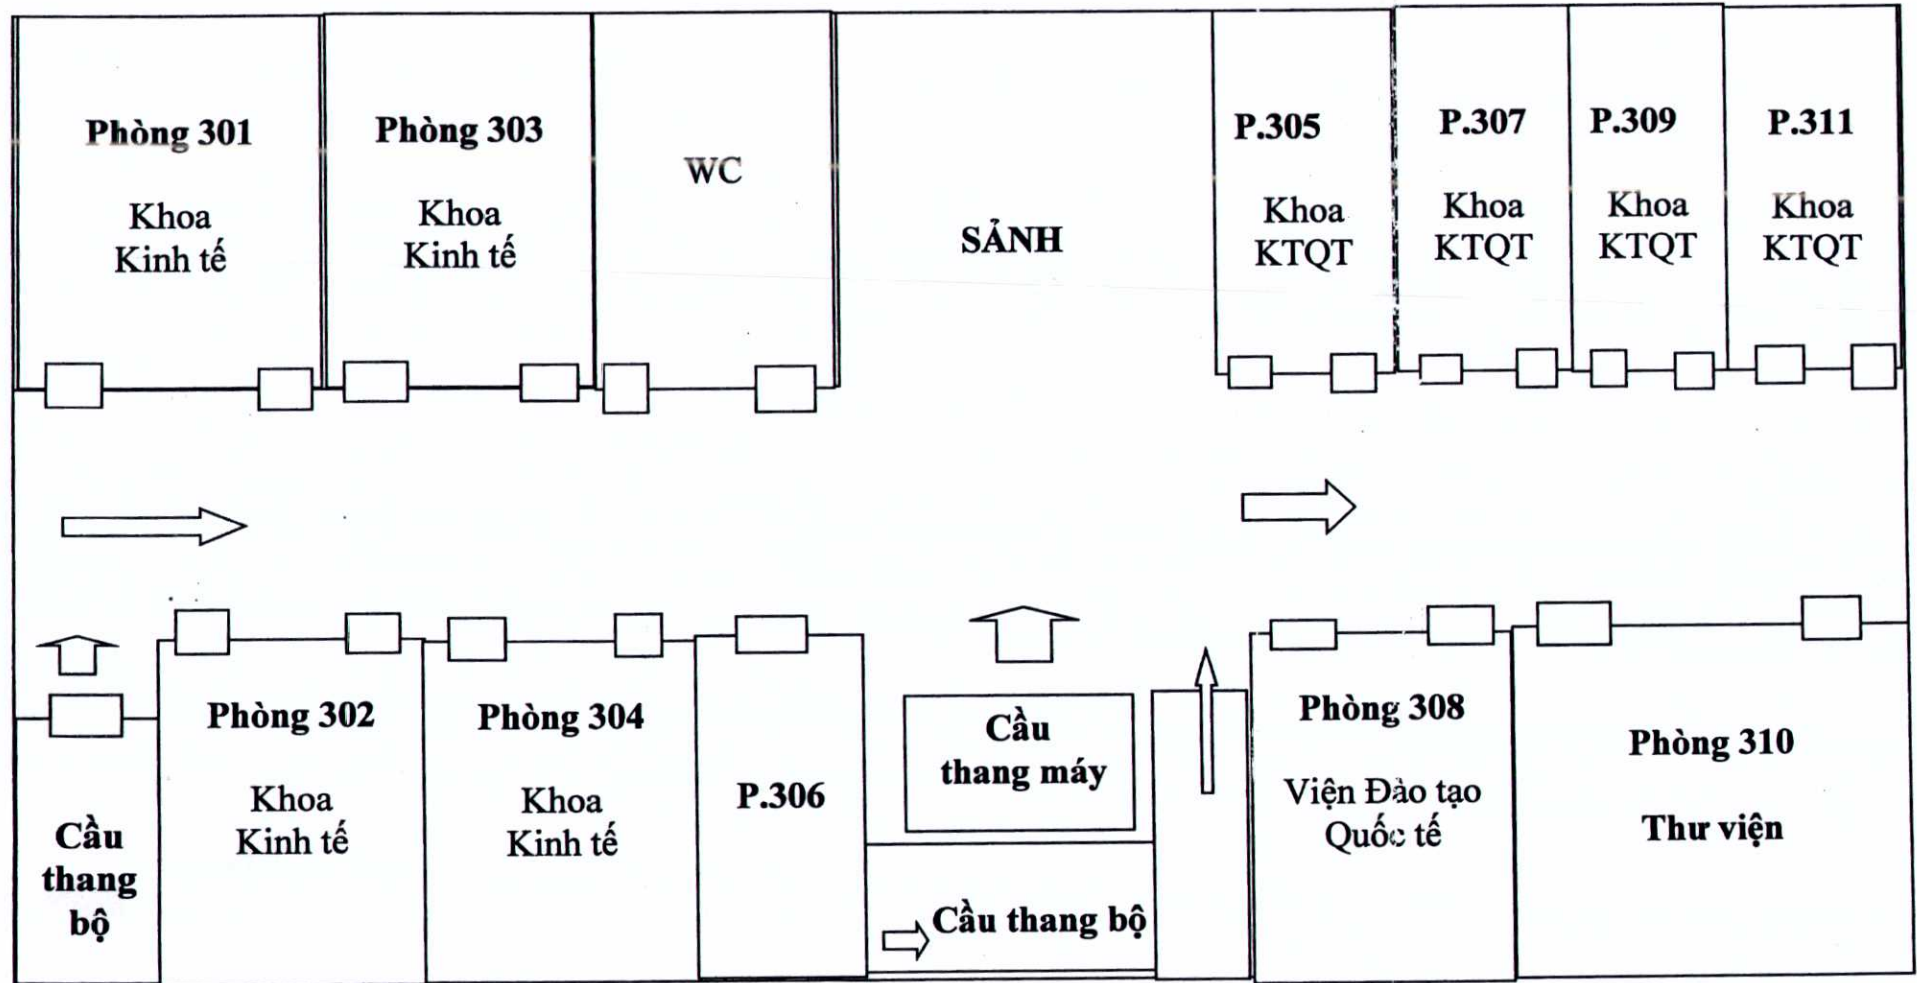 Phòng 301
Khoa
Kinh tế
Phòng 303
Khoa
Kinh tế
WC
SẢNH
P.305
Khoa
KTQT
P.307
Khoa
KTQT
P.309
Khoa
KTQT
P.311
Khoa
KTQT
Cầu
thang
bộ
Phòng 302
Khoa
Kinh tế
Phòng 304
Khoa
Kinh tế
P.306
Cầu
thang máy
Cầu thang bộ
Phòng 308
Viện Đào tạo
Quốc tế
Phòng 310
Thư viện